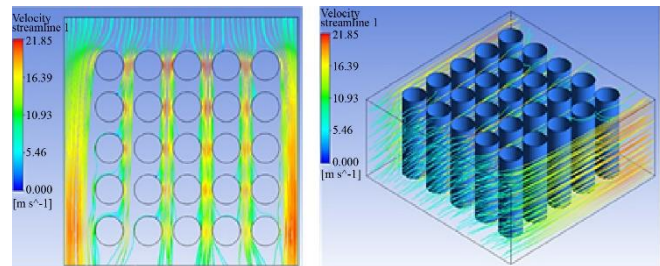 Velocity
streamline 1
21.85
16.39
10.93
5.46
0.000
[m s^-1]
Velocity
streamline 1
21.85
16.39
10.93
5.46
0.000
[m s^-1]